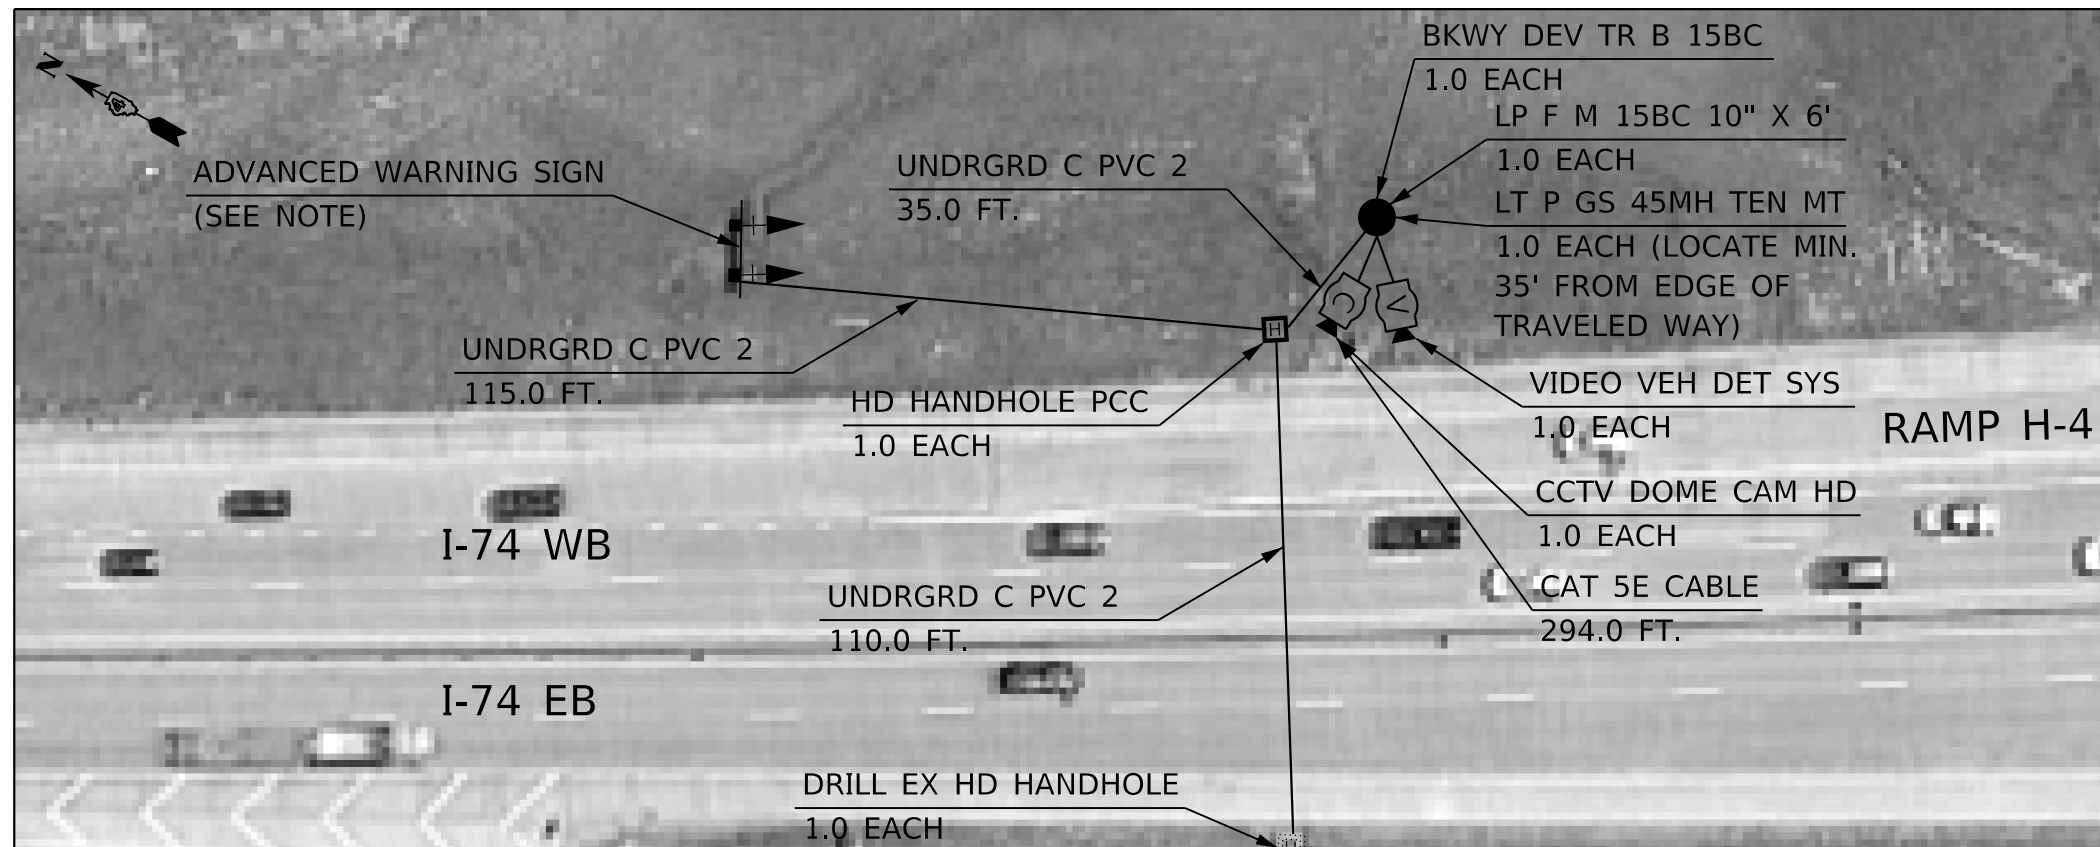 BKWY DEV TR B 15BC
1.0 EACH
N
LP F M 15BC 10" X 6'
1.0 EACH
ADVANCED WARNING SIGN
(SEE NOTE)
UNDRGRD C PVC 2
35.0 FT.
LT P GS 45MH TEN MT
1.0 EACH (LOCATE MIN.
35' FROM EDGE OF
TRAVELED WAY)
C
V
H
UNDRGRD C PVC 2
115.0 FT.
HD HANDHOLE PCC
1.0 EACH
VIDEO VEH DET SYS
1.0 EACH
RAMP H-4
CCTV DOME CAM HD
1.0 EACH
I-74 WB
UNDRGRD C PVC 2
110.0 FT.
CAT 5E CABLE
294.0 FT.
I-74 EB
DRILL EX HD HANDHOLE
1.0 EACH
H